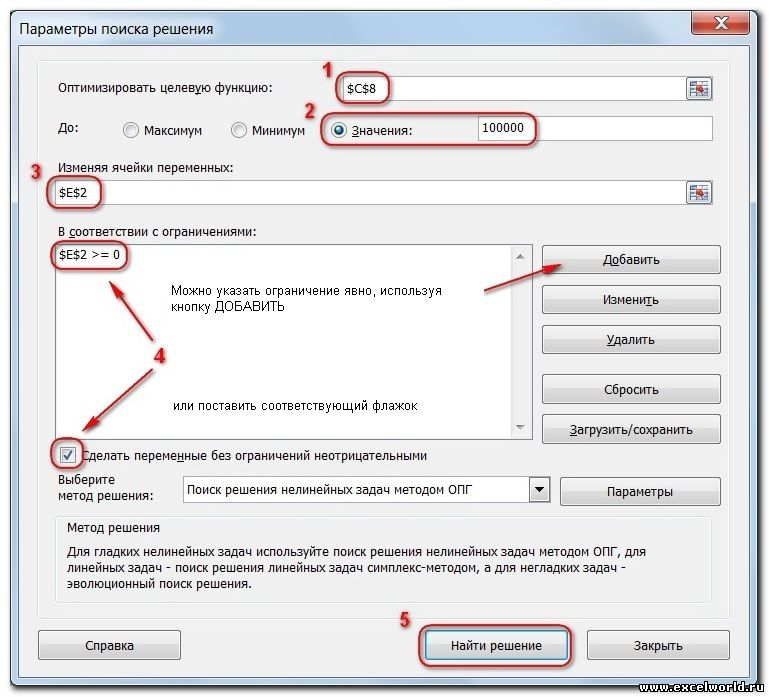 Параметры поиска решения
1
Оптимизировать целевую функцию: $C$8
2
До: Максимум Минимум Значения: 100000
3
Изменяя ячейки переменных:
$E$2
В соответствии с ограничениями:
$E$2 >= 0
Добавить
Можно указать ограничение явно, используя
кнопку ДОБАВИТЬ
Изменить
Удалить
4
Сбросить
или поставить соответствующий флажок
Загрузить/сохранить
Сделать переменные без ограничений неотрицательными
Выберите
метод решения:
Поиск решения нелинейных задач методом ОПГ
Параметры
Метод решения
Для гладких нелинейных задач используйте поиск решения нелинейных задач методом ОПГ, для
линейных задач - поиск решения линейных задач симплекс-методом, а для негладких задач -
эволюционный поиск решения.
5
Справка Найти решение Закрыть
www.excelworld.ru